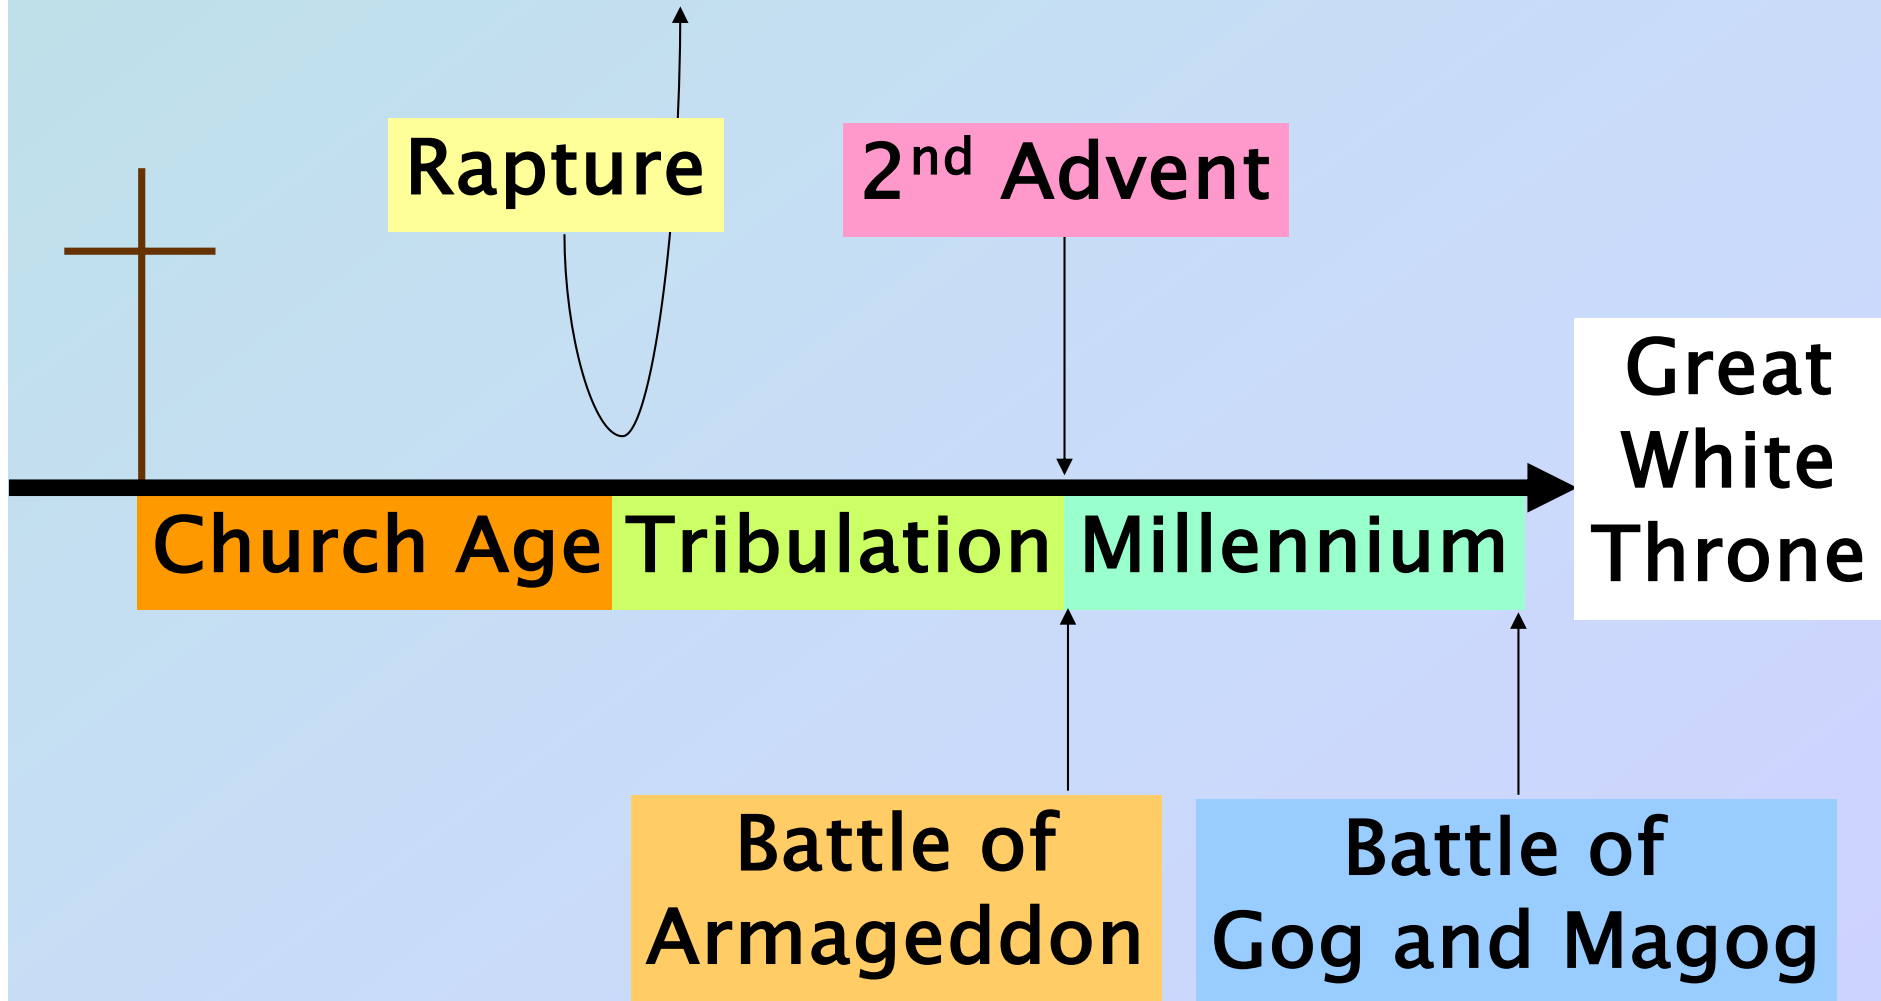 Rapture
2nd Advent
Great
White
Throne
Church Age
Tribulation
Millennium
Battle of
Armageddon
Battle of
Gog and Magog